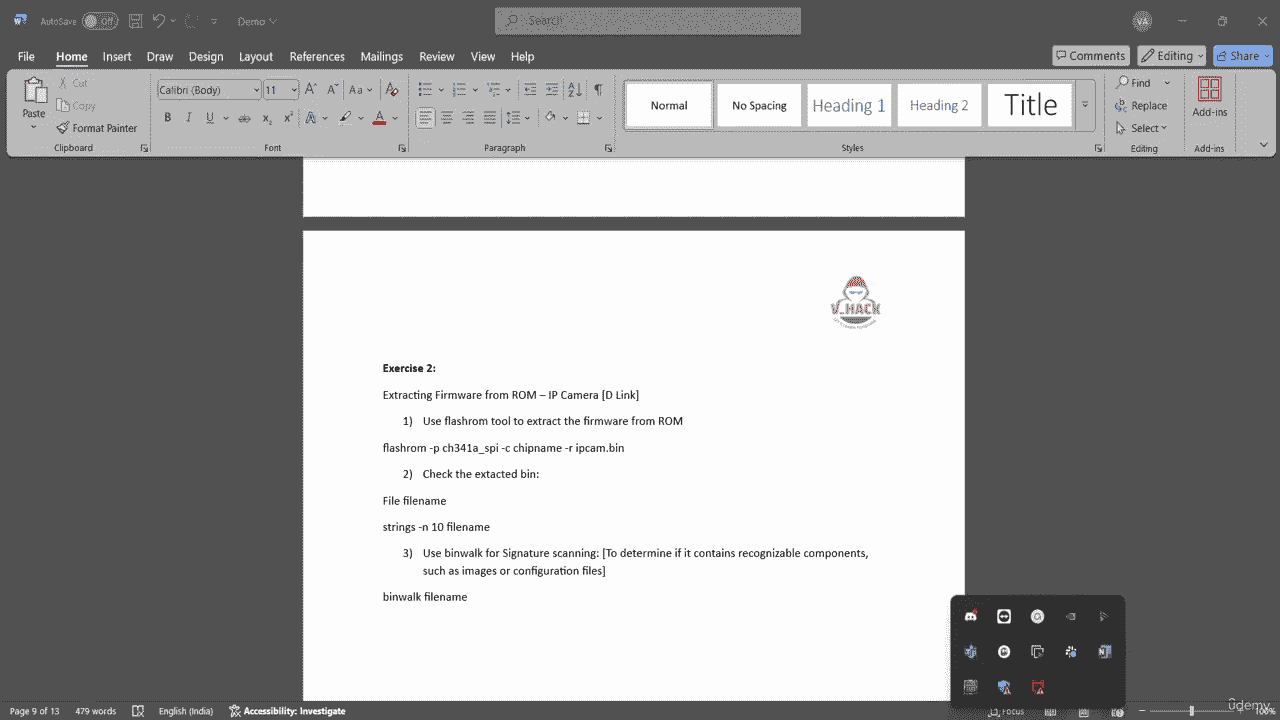 AutoSave Off Demo Search VA
File Home Insert Draw Design Layout References Mailings Review View Help Comments Editing Share
Paste Cut Copy Format Painter
Calibri (Body) 11
Normal No Spacing Heading 1 Heading 2 Title
Find Replace Select Add-ins
Clipboard Font Paragraph Styles Editing Add-ins
V_HACK
Exercise 2:
Extracting Firmware from ROM – IP Camera [D Link]
1) Use flashrom tool to extract the firmware from ROM
flashrom -p ch341a_spi -c chipname -r ipcam.bin
2) Check the extacted bin:
File filename
strings -n 10 filename
3) Use binwalk for Signature scanning: [To determine if it contains recognizable components,
such as images or configuration files]
binwalk filename
Page 9 of 13 479 words English (India) Accessibility: Investigate Focus